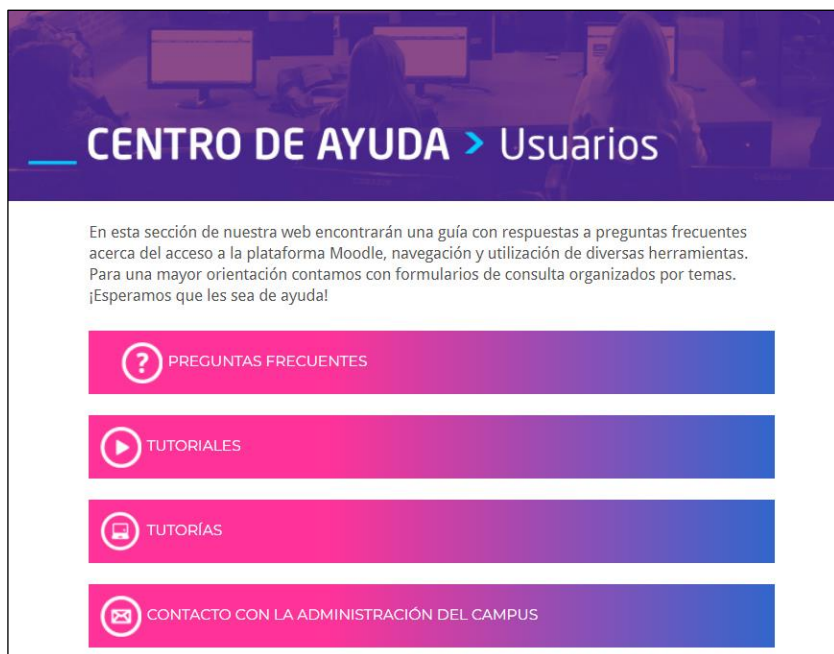 CENTRO DE AYUDA > Usuarios
En esta sección de nuestra web encontrarán una guía con respuestas a preguntas frecuentes
acerca del acceso a la plataforma Moodle, navegación y utilización de diversas herramientas.
Para una mayor orientación contamos con formularios de consulta organizados por temas.
¡Esperamos que les sea de ayuda!
? PREGUNTAS FRECUENTES
TUTORIALES
TUTORÍAS
CONTACTO CON LA ADMINISTRACIÓN DEL CAMPUS